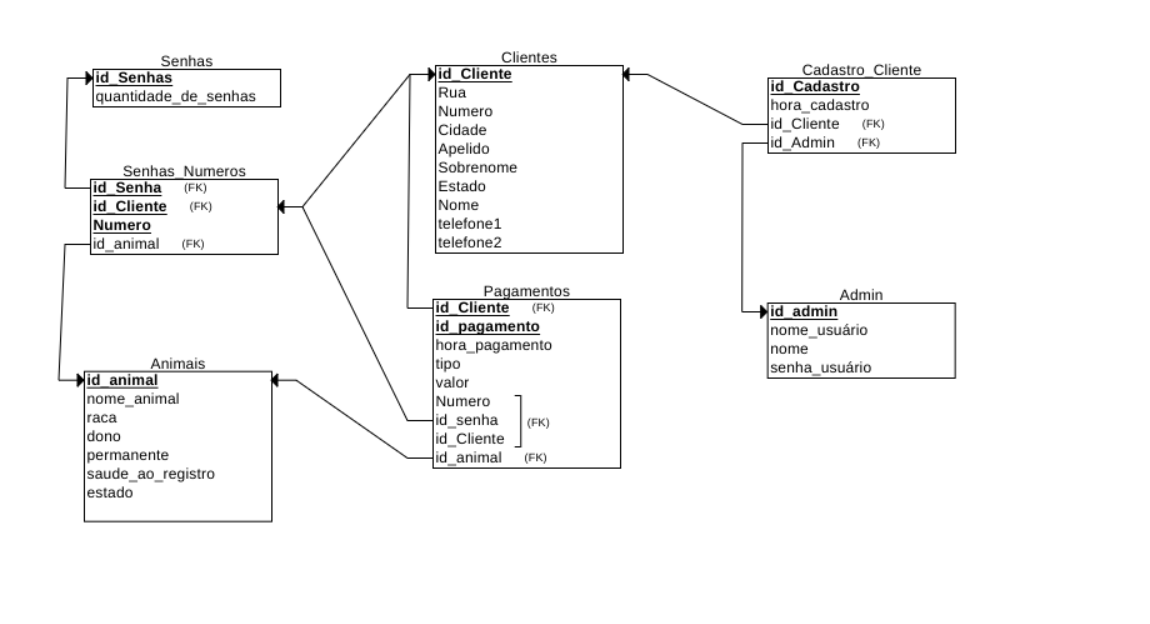 Senhas
id_Senhas
quantidade_de_senhas
Senhas_Numeros
id_Senha (FK)
id_Cliente (FK)
Numero
id_animal (FK)
Animais
id_animal
nome_animal
raca
dono
permanente
saude_ao_registro
estado
Clientes
id_Cliente
Rua
Numero
Cidade
Apelido
Sobrenome
Estado
Nome
telefone1
telefone2
Pagamentos
id_Cliente (FK)
id_pagamento
hora_pagamento
tipo
valor
Numero
id_senha (FK)
id_Cliente
id_animal (FK)
Cadastro_Cliente
id_Cadastro
hora_cadastro
id_Cliente (FK)
id_Admin (FK)
Admin
id_admin
nome_usuário
nome
senha_usuário